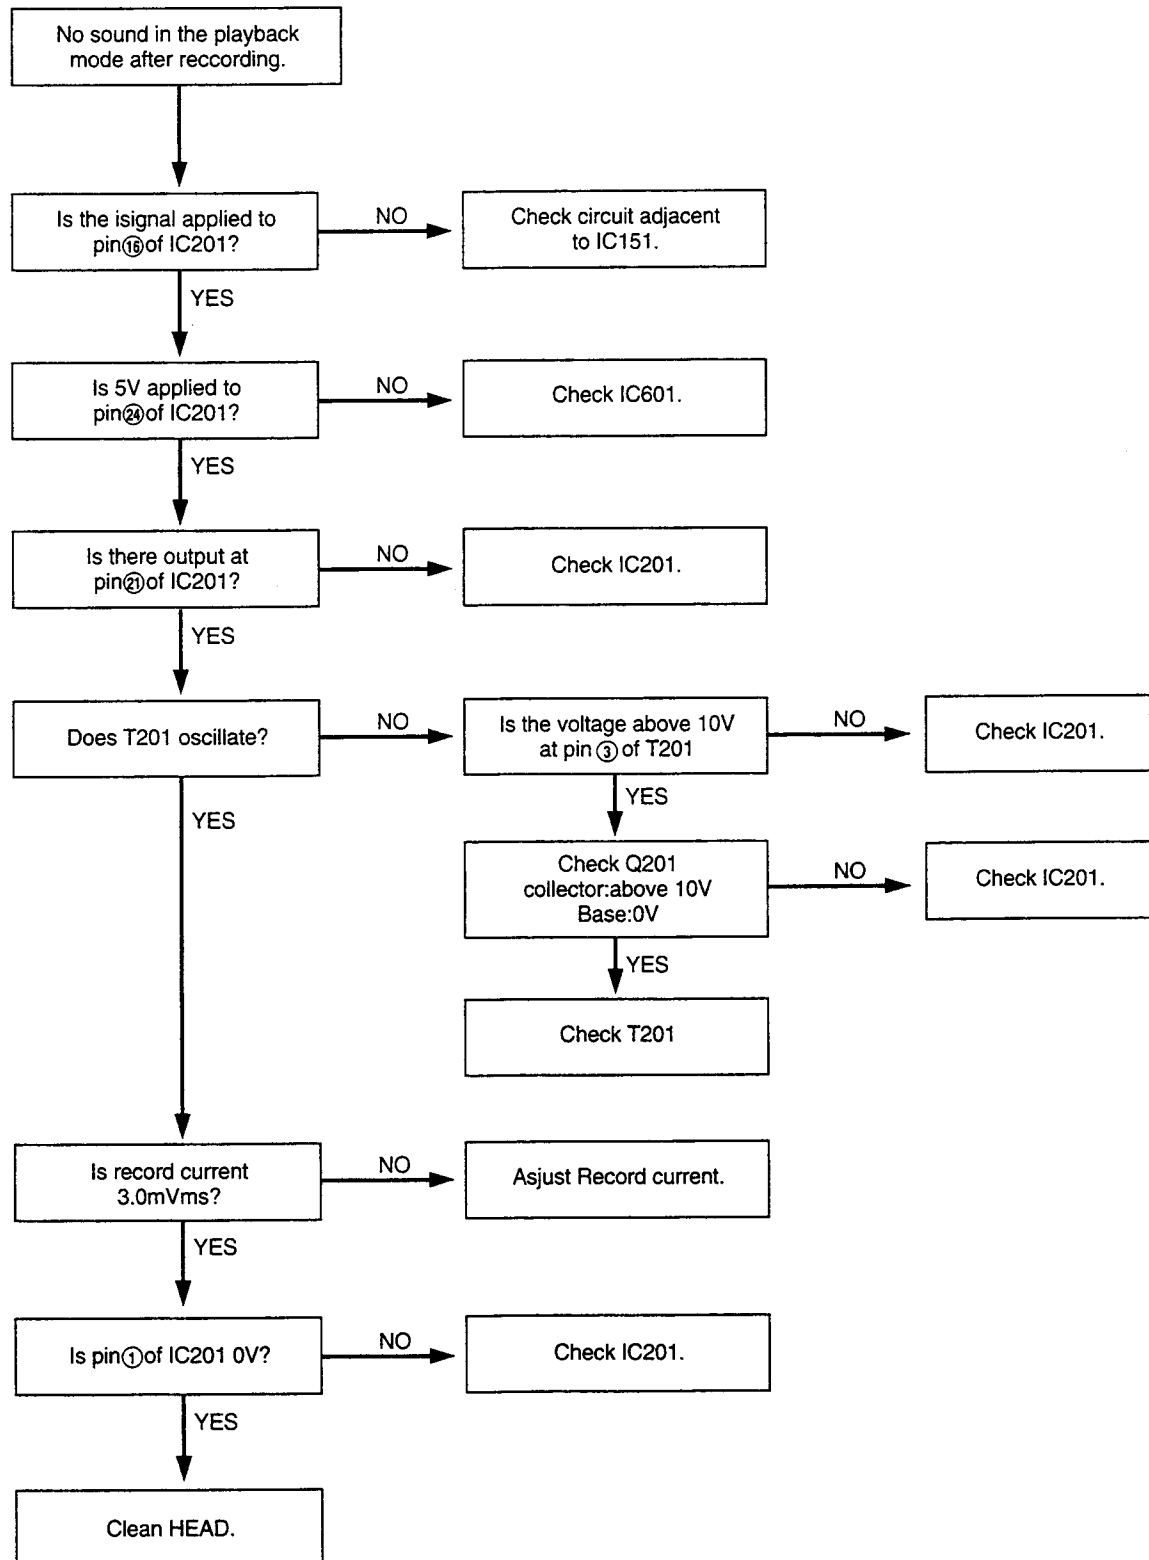 No sound in the playback
mode after reccording.
Is the isignal applied to
pin⑯of IC201?
NO
Check circuit adjacent
to IC151.
YES
Is 5V applied to
pin㉔of IC201?
NO
Check IC601.
YES
Is there output at
pin㉑of IC201?
NO
Check IC201.
YES
Does T201 oscillate?
NO
Is the voltage above 10V
at pin ③ of T201
NO
Check IC201.
YES
YES
Check Q201
collector:above 10V
Base:0V
NO
Check IC201.
YES
Check T201
Is record current
3.0mVms?
NO
Asjust Record current.
YES
Is pin①of IC201 0V?
NO
Check IC201.
YES
Clean HEAD.